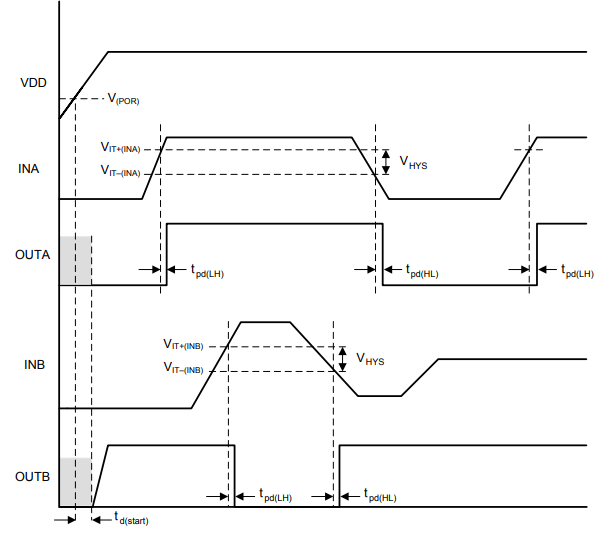 VDD
V(POR)
VIT+(INA)
VIT–(INA)
VHYS
INA
OUTA
tpd(LH)
tpd(HL)
tpd(LH)
VIT+(INB)
VIT–(INB)
VHYS
INB
OUTB
tpd(LH)
tpd(HL)
td(start)